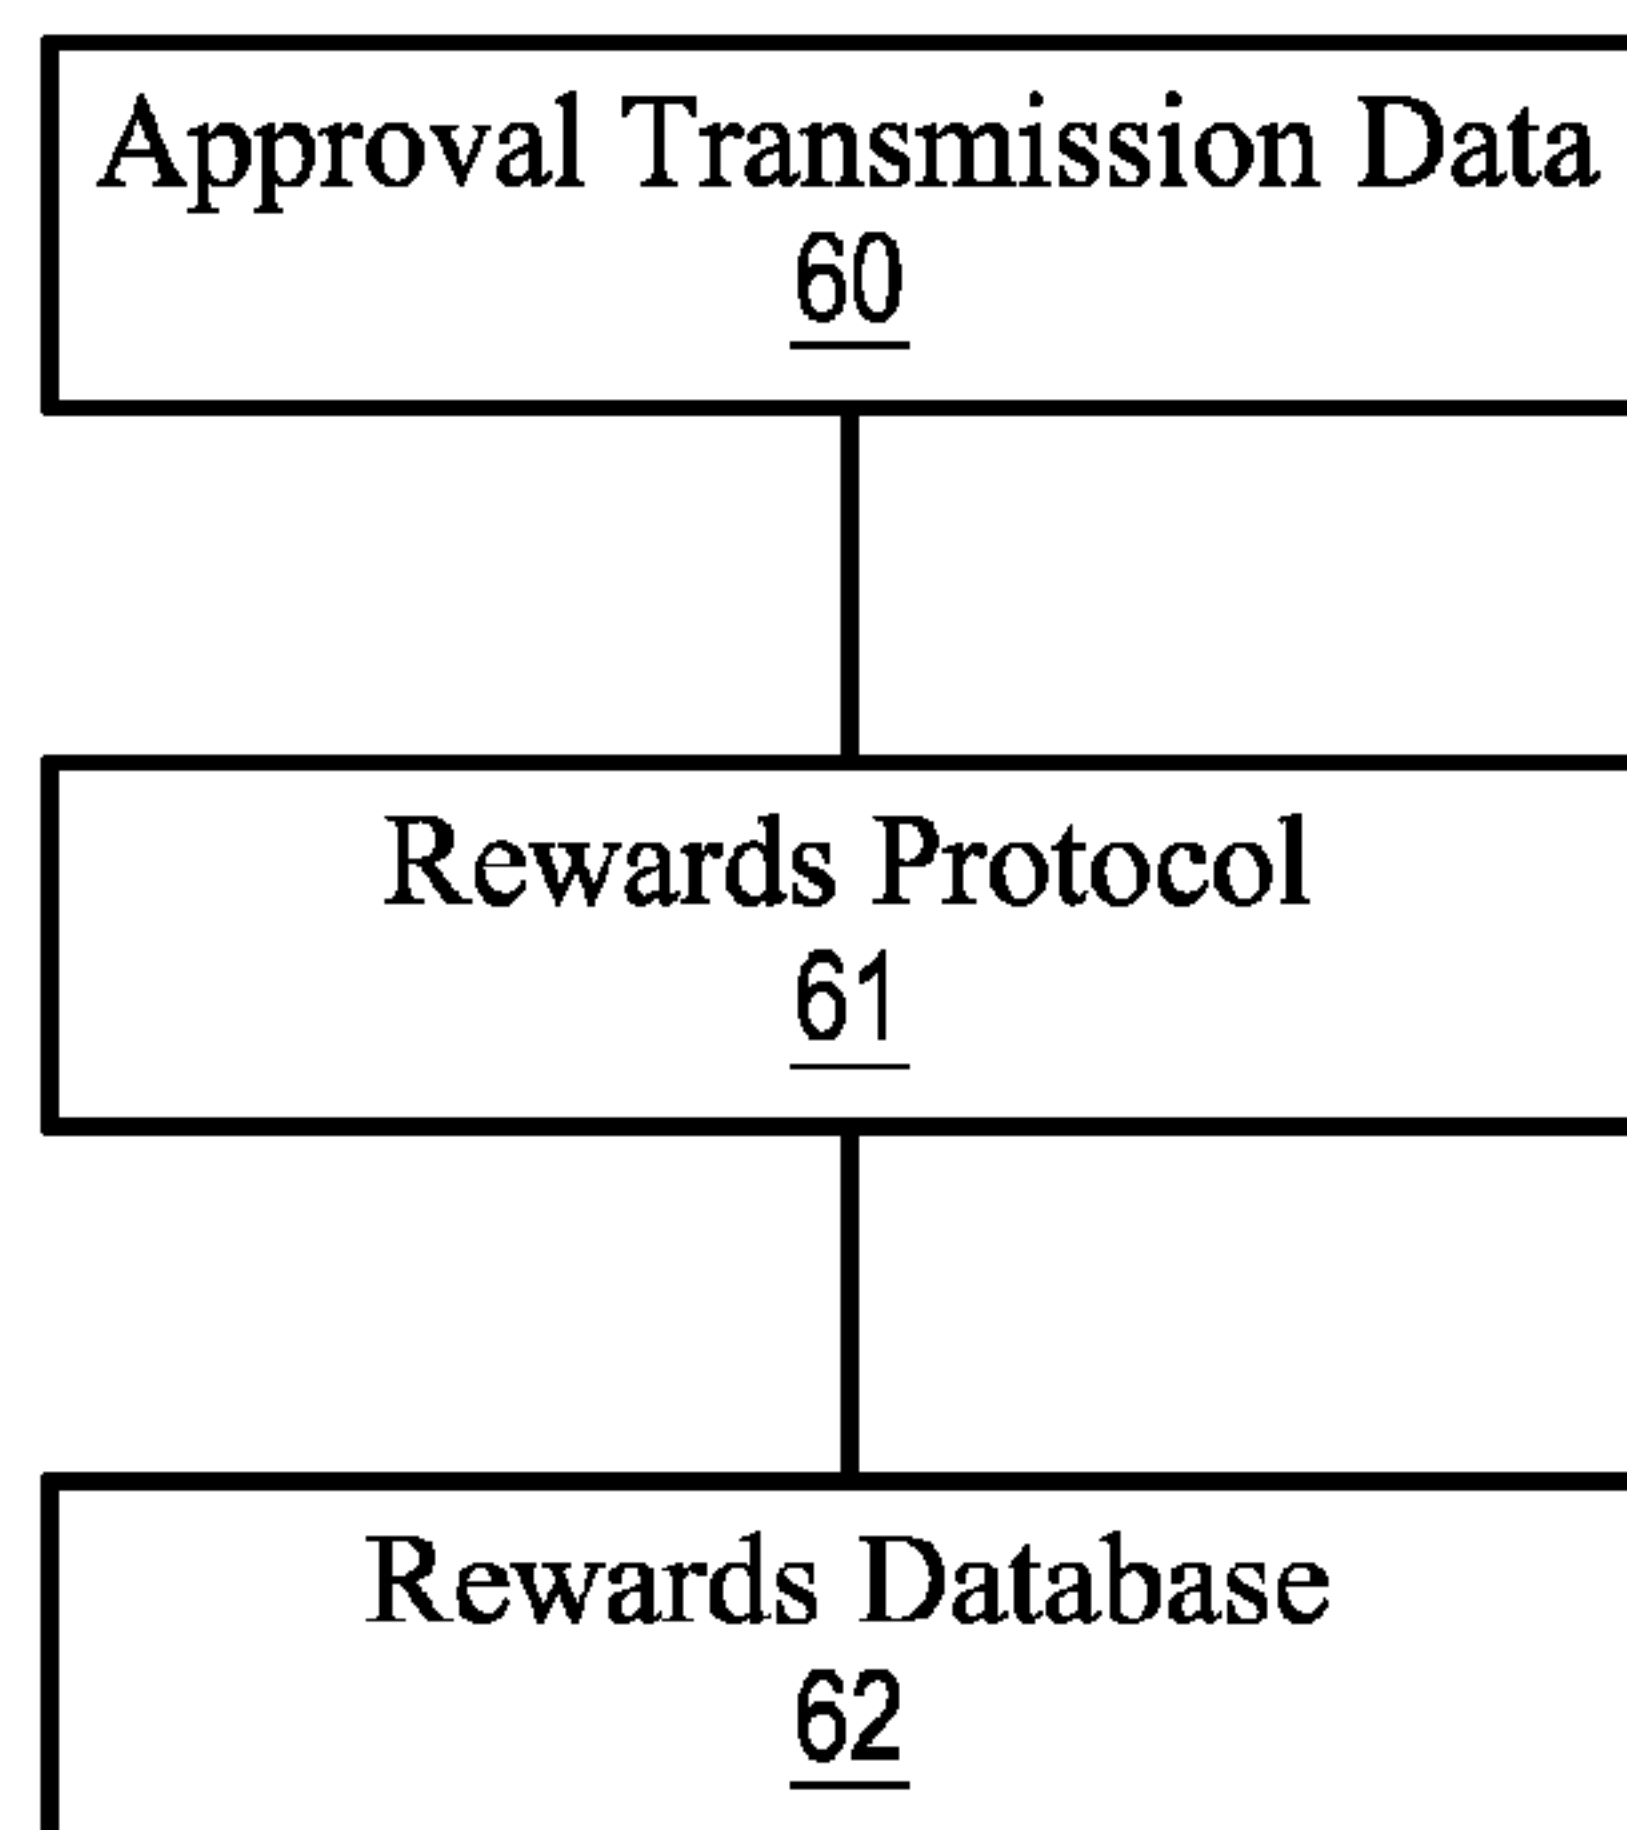 Approval Transmission Data
60
Rewards Protocol
61
Rewards Database
62